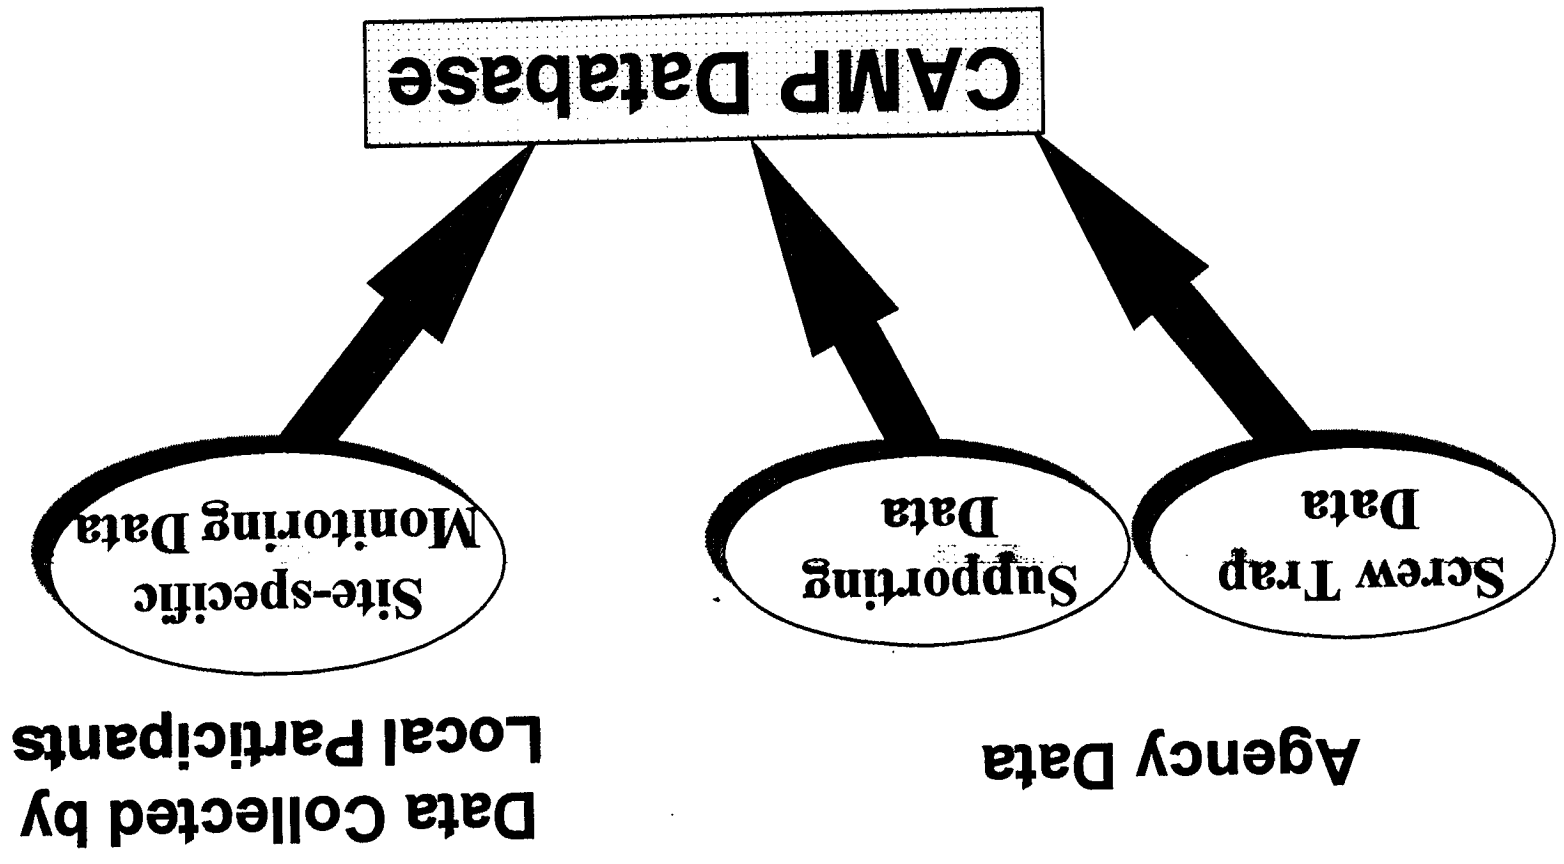 Agency Data
Data Collected by
Local Participants
Screw Trap
Data
Supporting
Data
Site-specific
Monitoring Data
CAMP Database